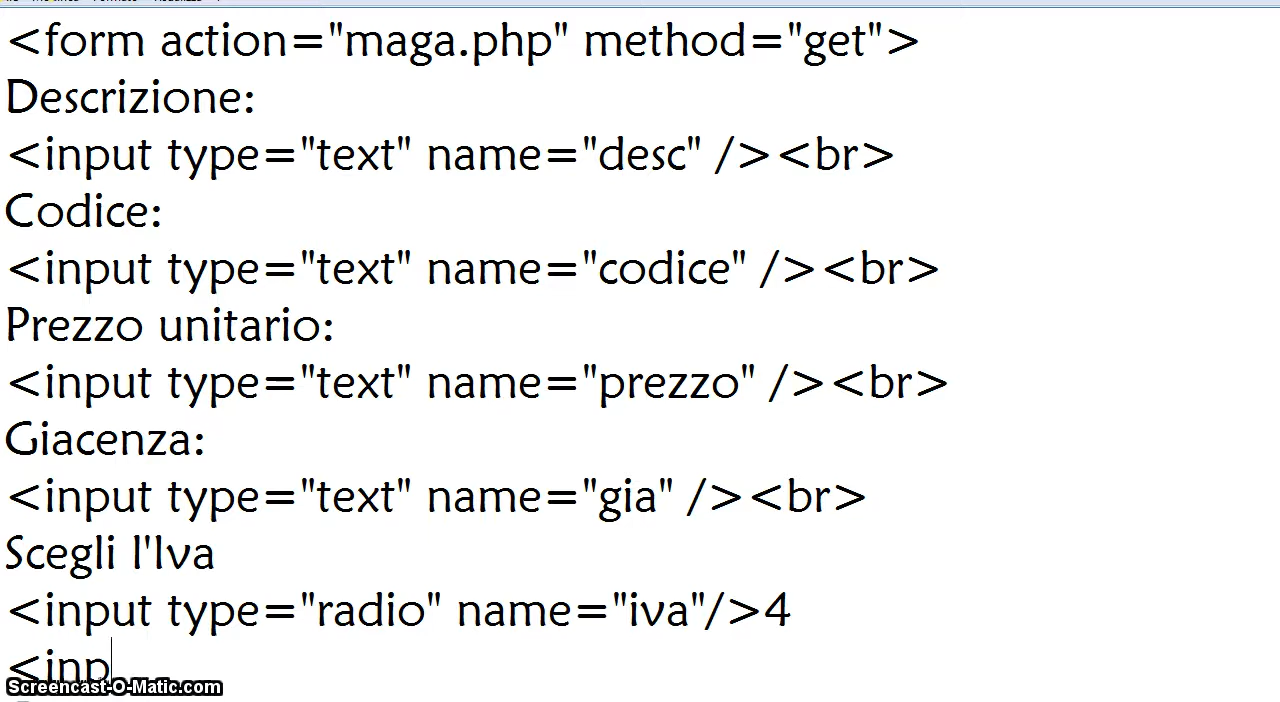 <form action="maga.php" method="get">
Descrizione:
<input type="text" name="desc" /><br>
Codice:
<input type="text" name="codice" /><br>
Prezzo unitario:
<input type="text" name="prezzo" /><br>
Giacenza:
<input type="text" name="gia" /><br>
Scegli l'Iva
<input type="radio" name="iva"/>4
<inp
Screencast-O-Matic.com